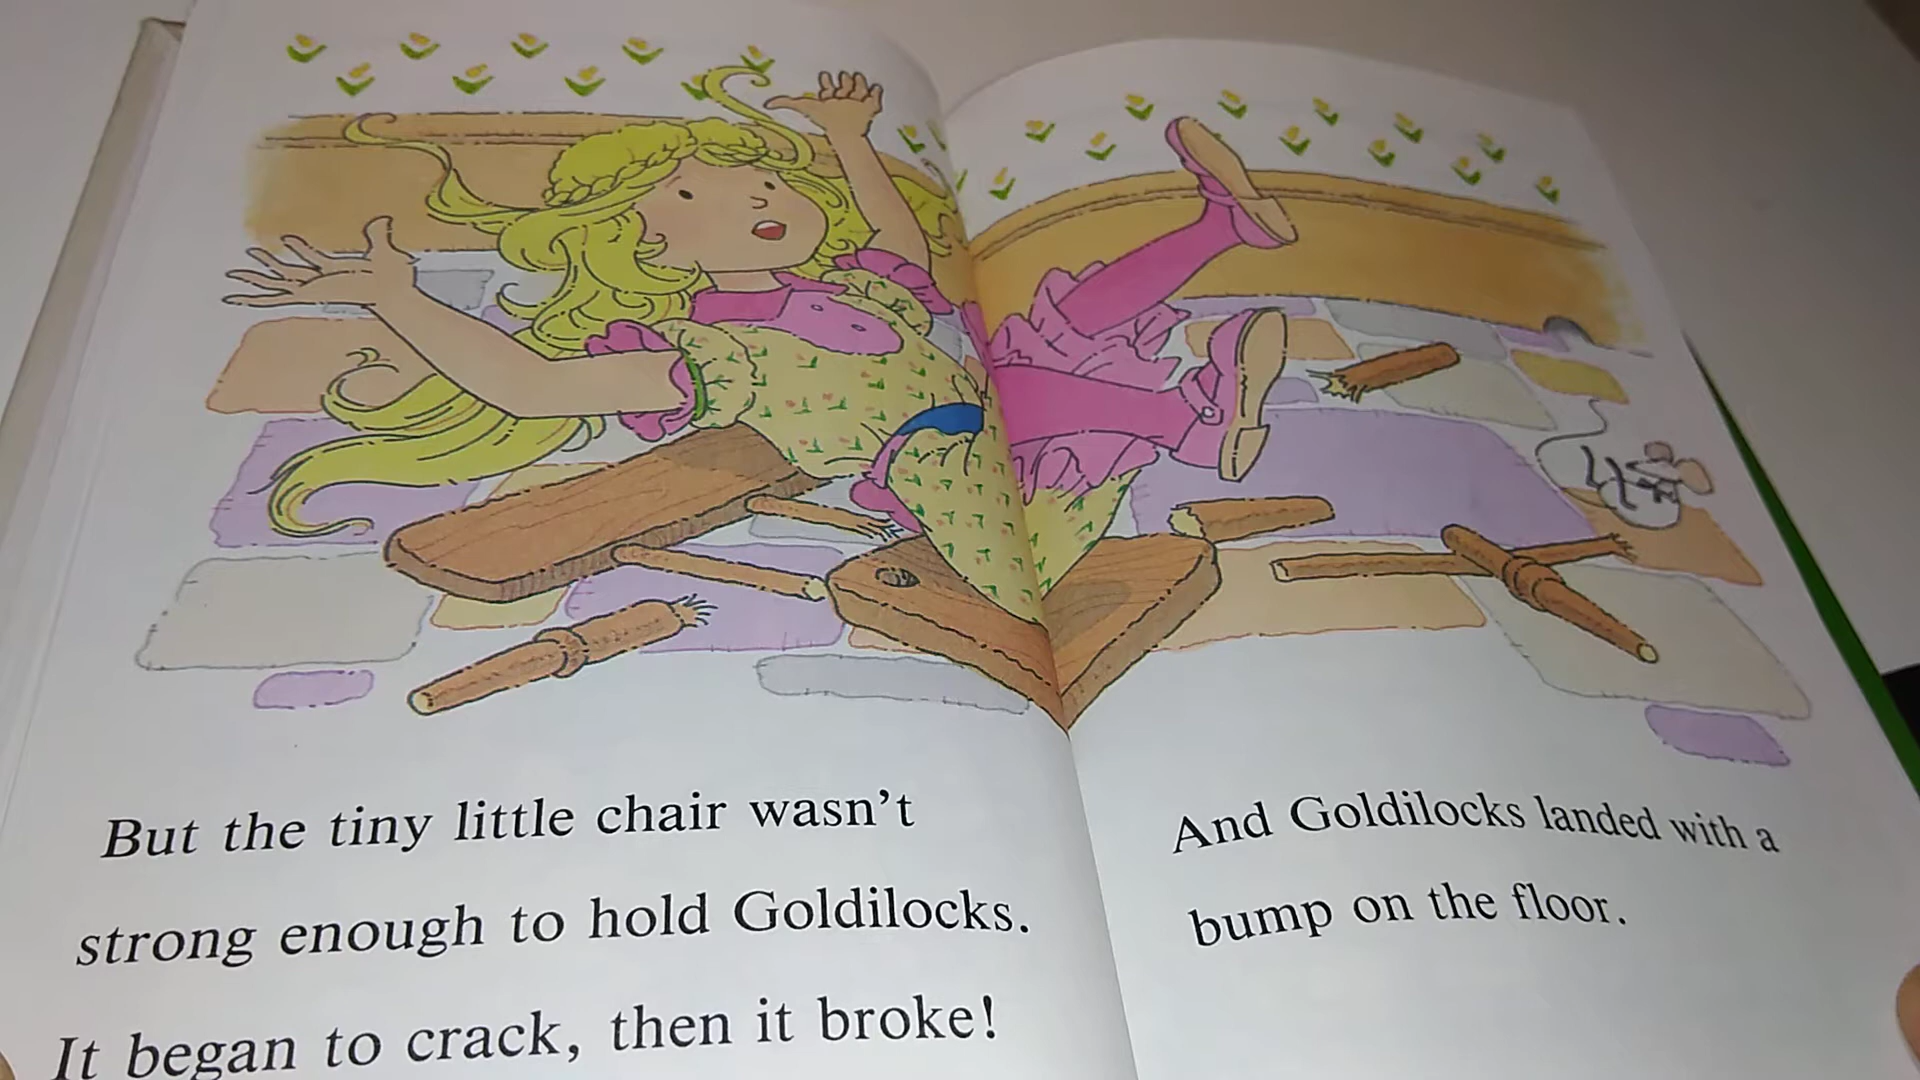 But the tiny little chair wasn't
strong enough to hold Goldilocks.
It began to crack, then it broke!
And Goldilocks landed with a
bump on the floor.